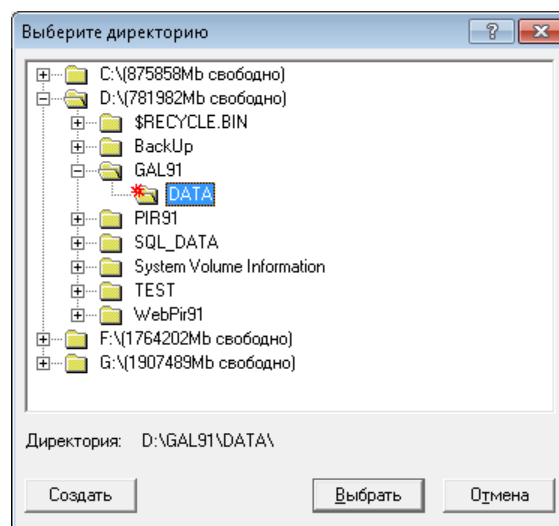 Выберите директорию
C:\(875858Mb свободно)
D:\(781982Mb свободно)
$RECYCLE.BIN
BackUp
GAL91
DATA
PIR91
SQL_DATA
System Volume Information
TEST
WebPir91
F:\(1764202Mb свободно)
G:\(1907489Mb свободно)
Директория: D:\GAL91\DATA\
Создать Выбрать Отмена